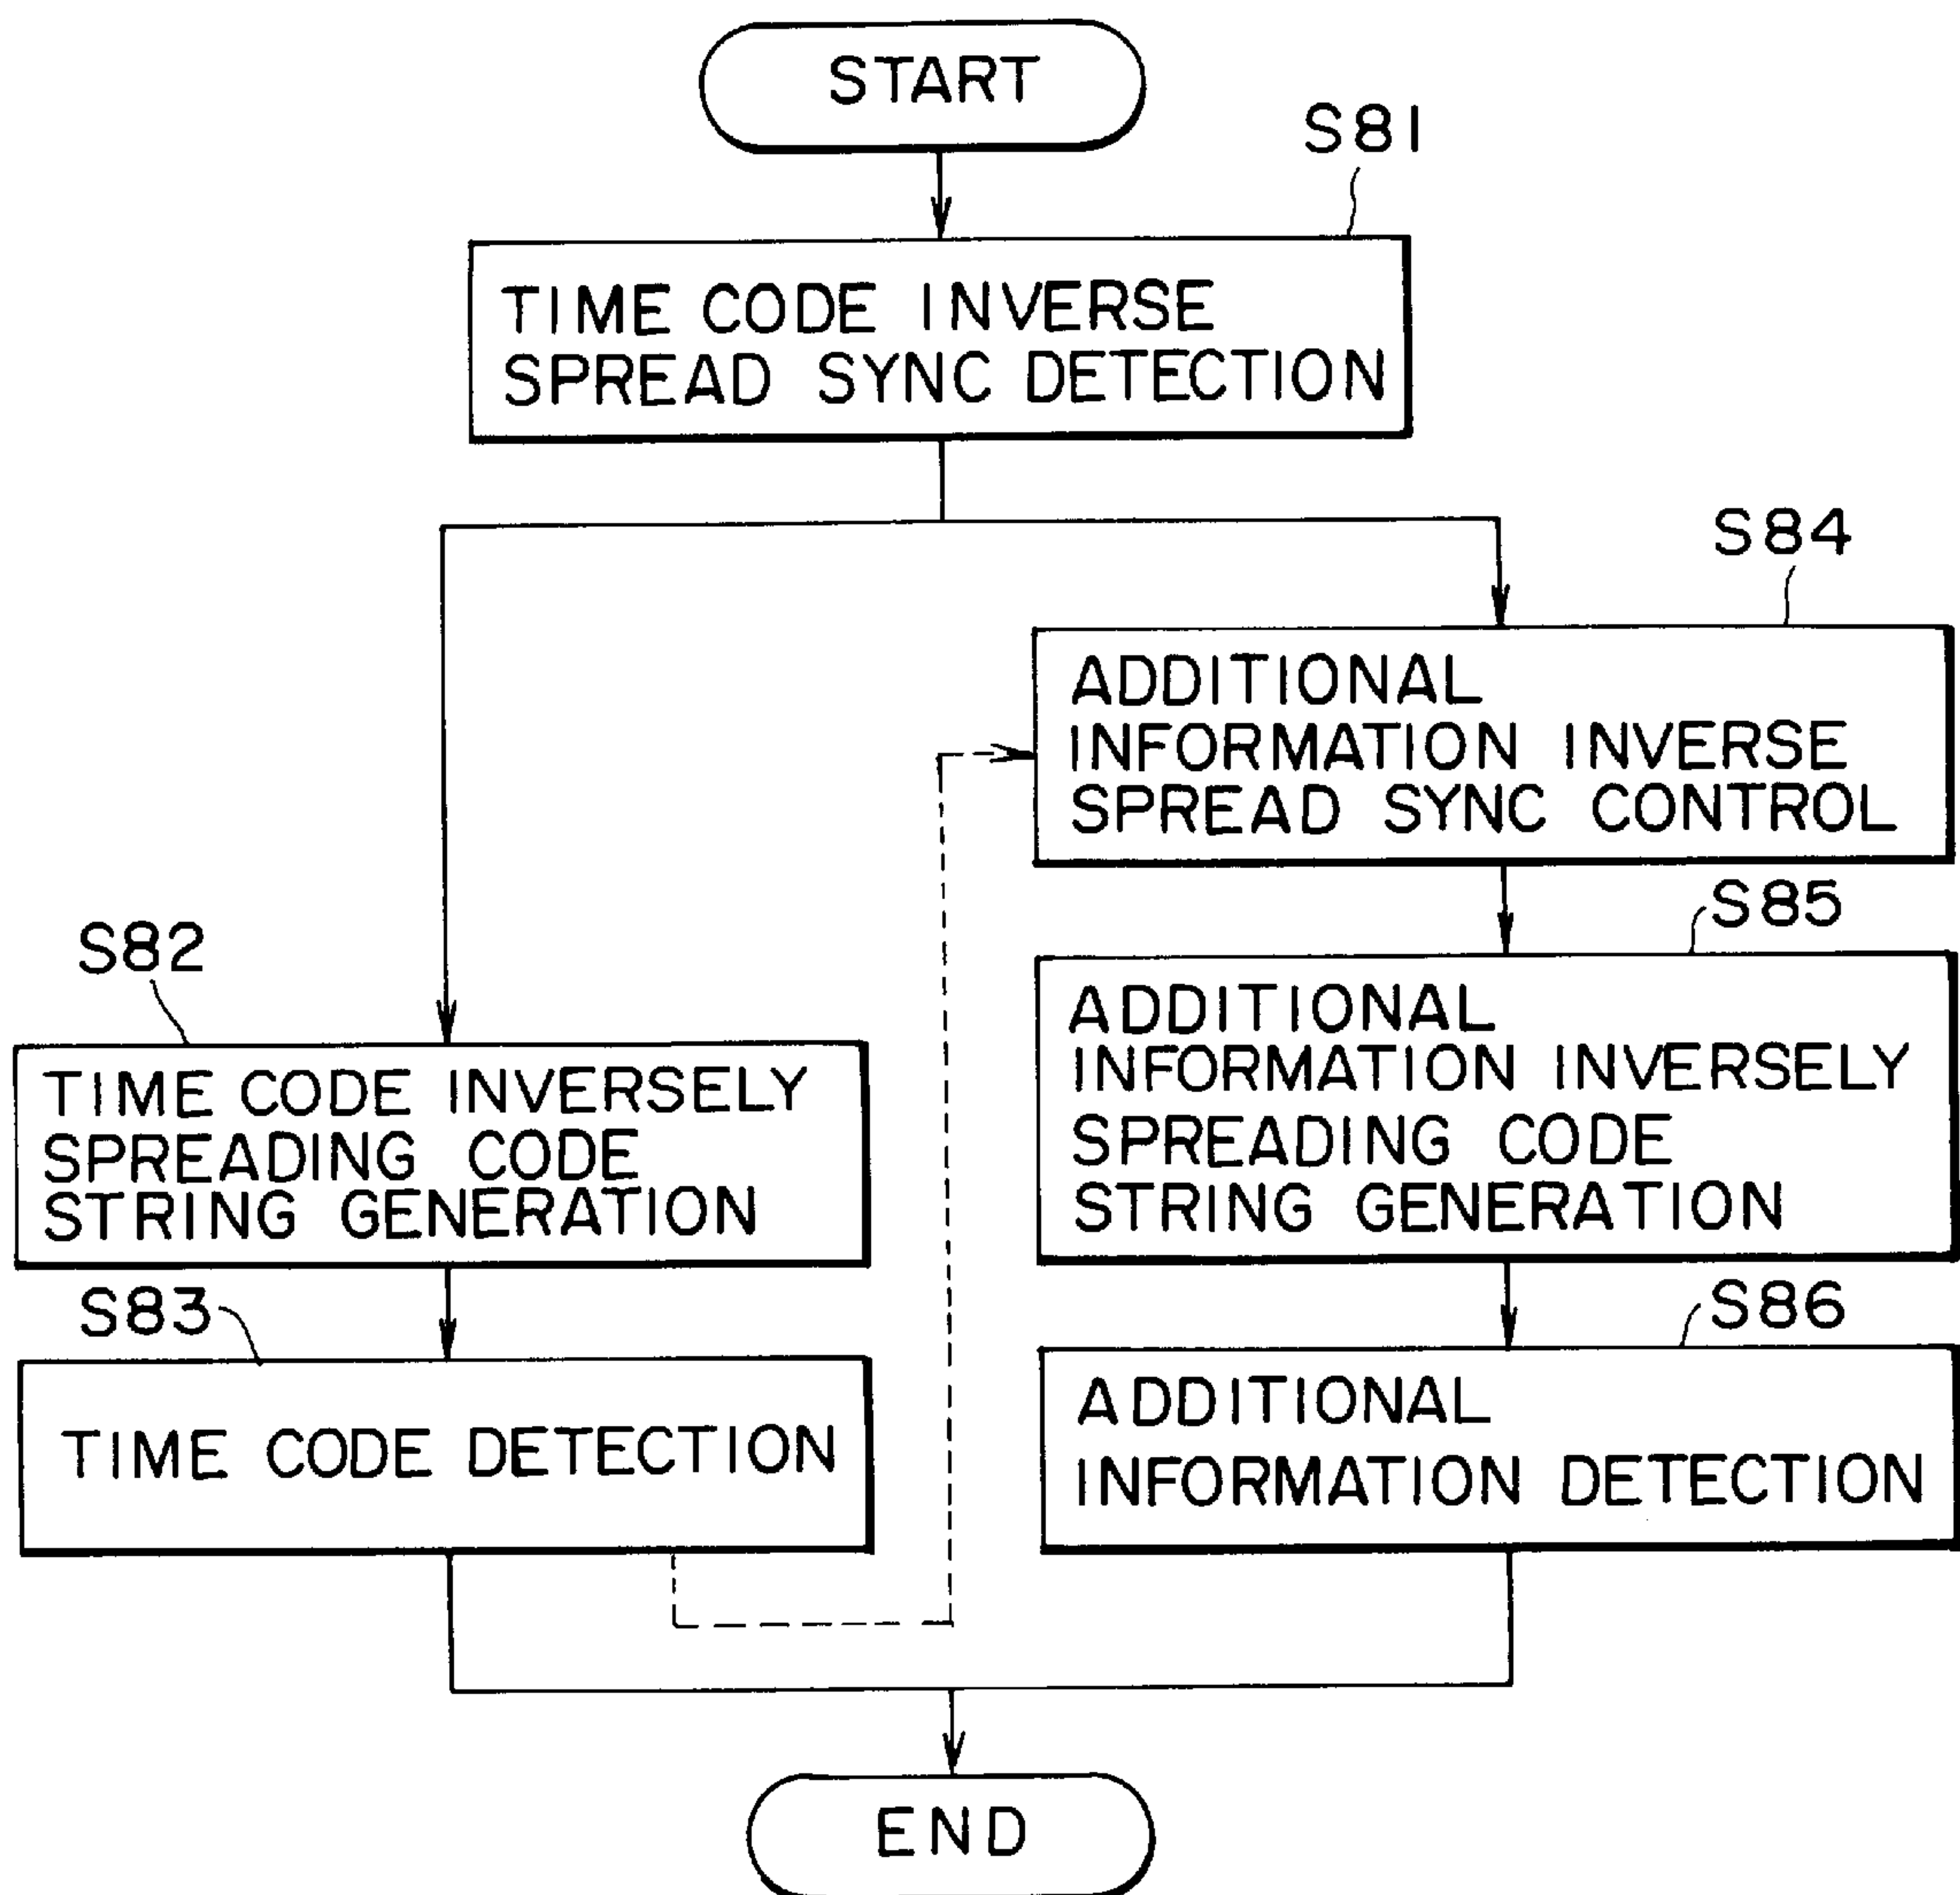 START
S81
TIME CODE INVERSE
SPREAD SYNC DETECTION
S84
ADDITIONAL
INFORMATION INVERSE
SPREAD SYNC CONTROL
S82
TIME CODE INVERSELY
SPREADING CODE
STRING GENERATION
S85
ADDITIONAL
INFORMATION INVERSELY
SPREADING CODE
STRING GENERATION
S83
TIME CODE DETECTION
S86
ADDITIONAL
INFORMATION DETECTION
END